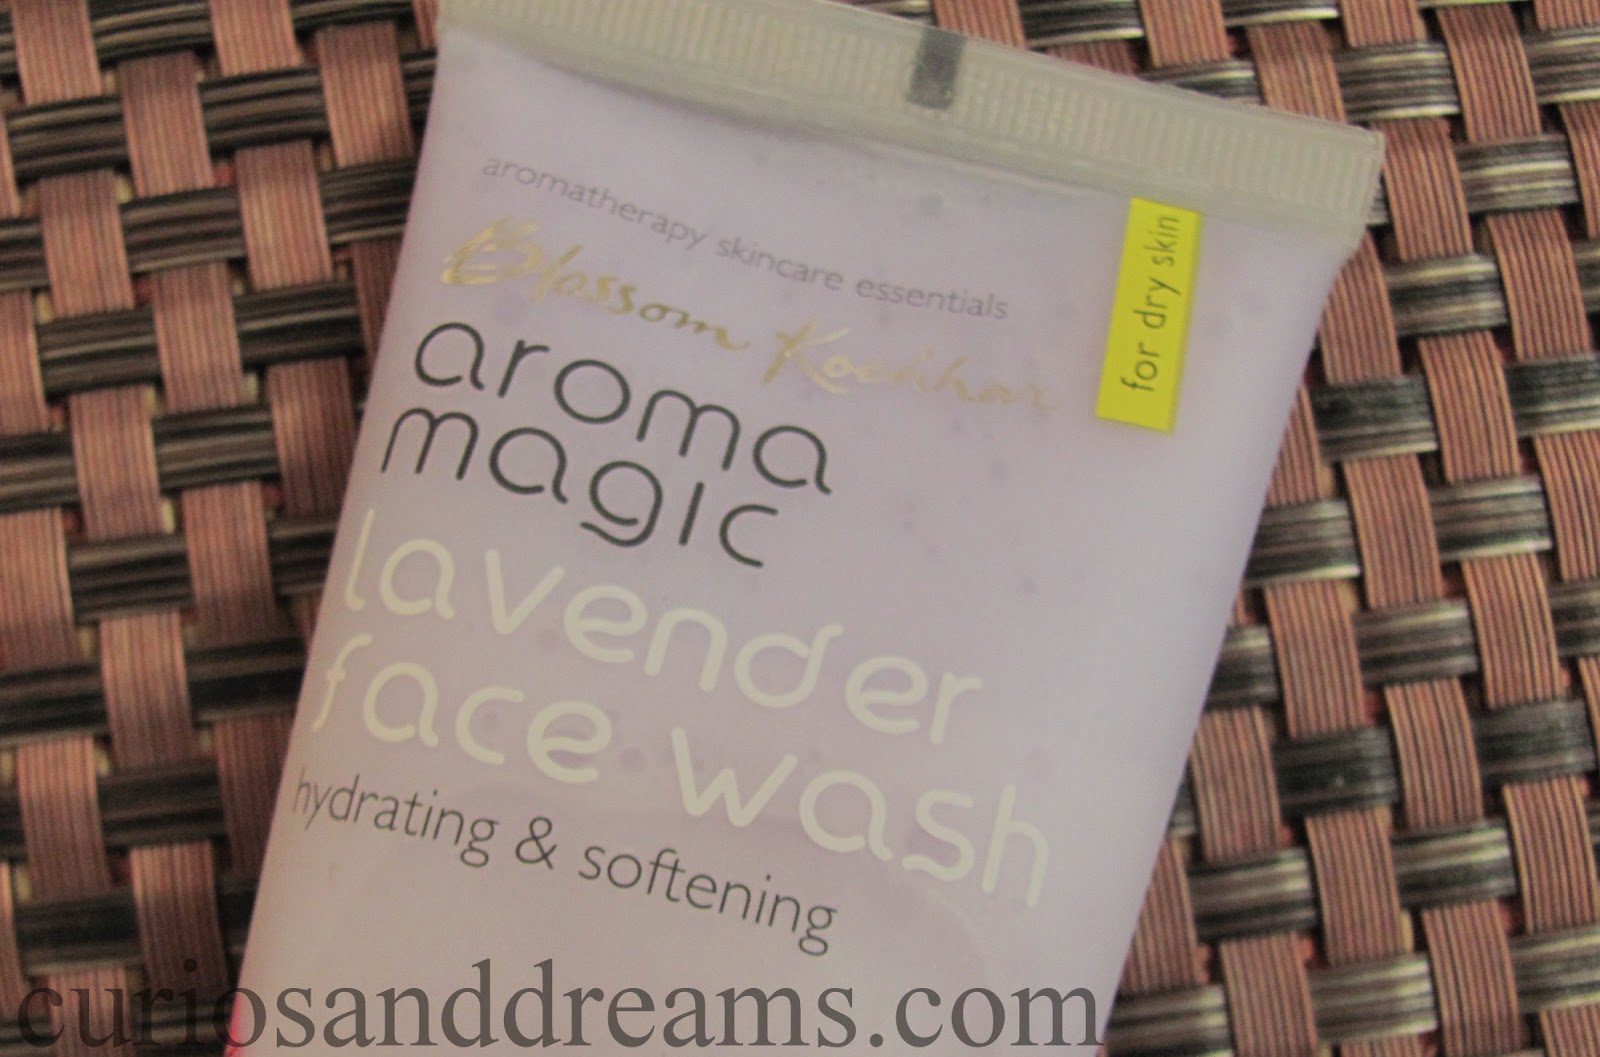 aromatherapy skincare essentials
Blossom Kochhar
aroma
magic
lavender
face wash
hydrating & softening
for dry skin
curiosanddreams.com